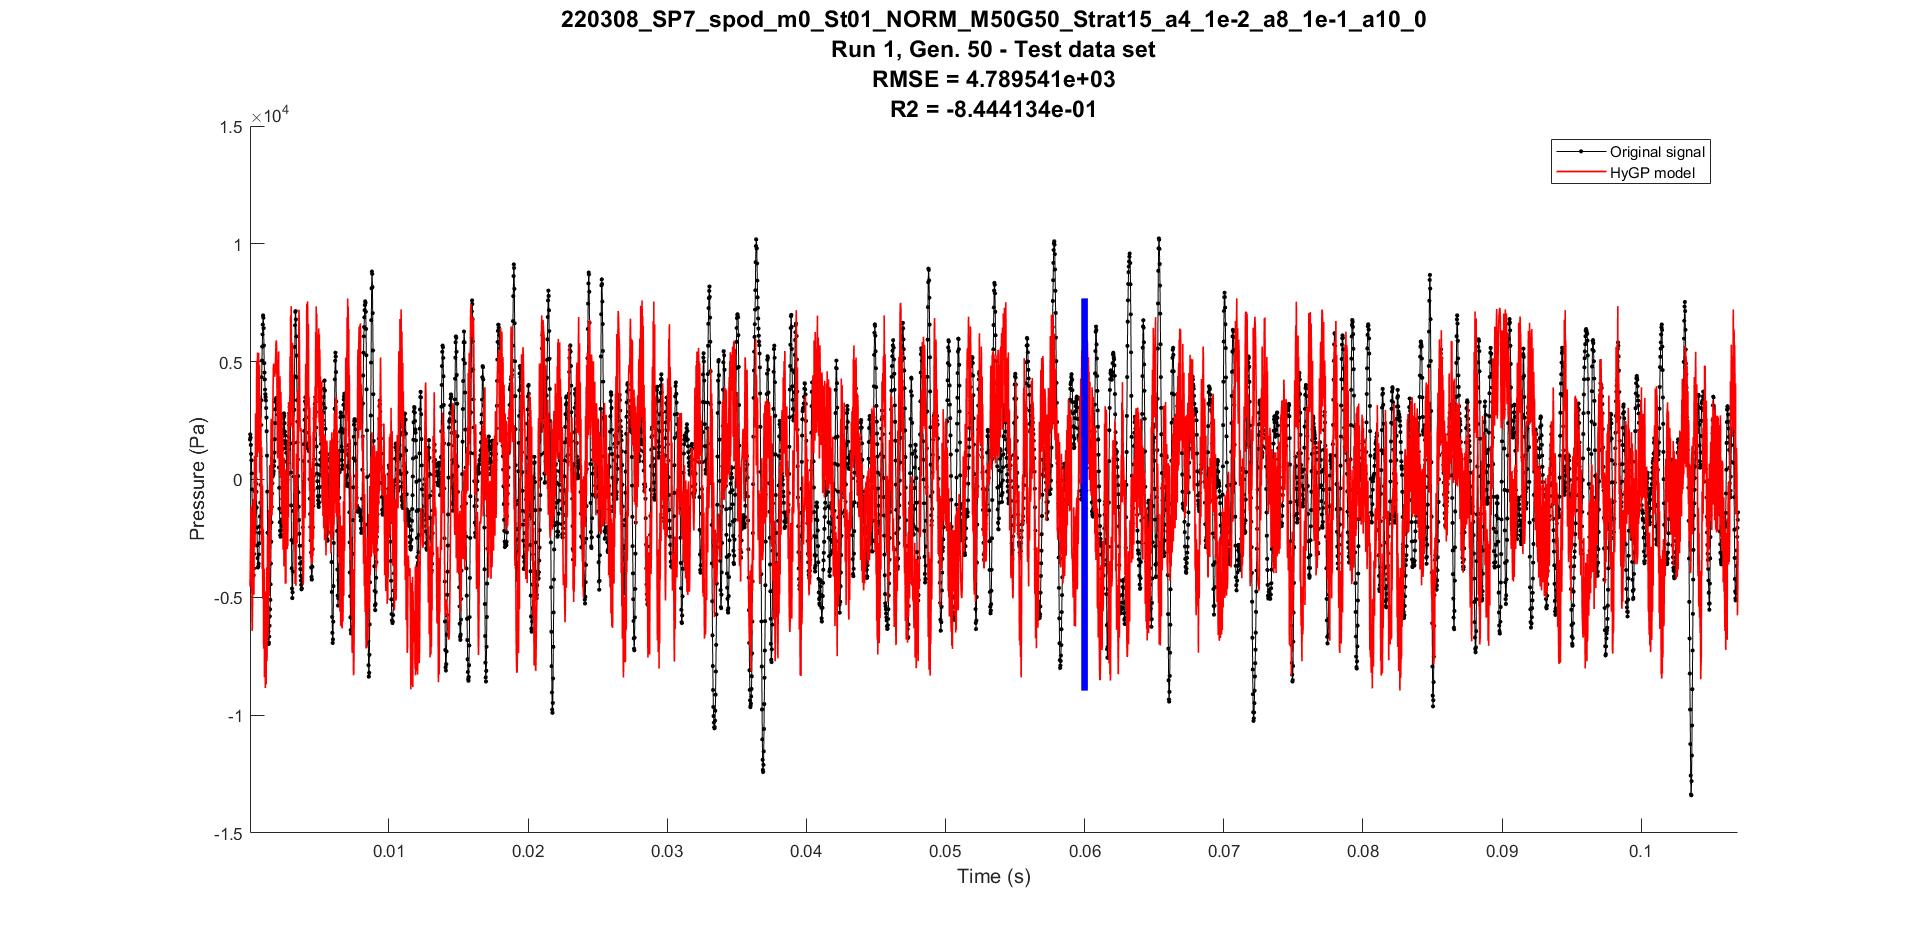 220308_SP7_spod_m0_St01_NORM_M50G50_Strat15_a4_1e-2_a8_1e-1_a10_0
Run 1, Gen. 50 - Test data set
RMSE = 4.789541e+03
R2 = -8.444134e-01
×10⁴
1.5
1
0.5
0
-0.5
-1
-1.5
Pressure (Pa)
Original signal
HyGP model
0.01 0.02 0.03 0.04 0.05 0.06 0.07 0.08 0.09 0.1
Time (s)